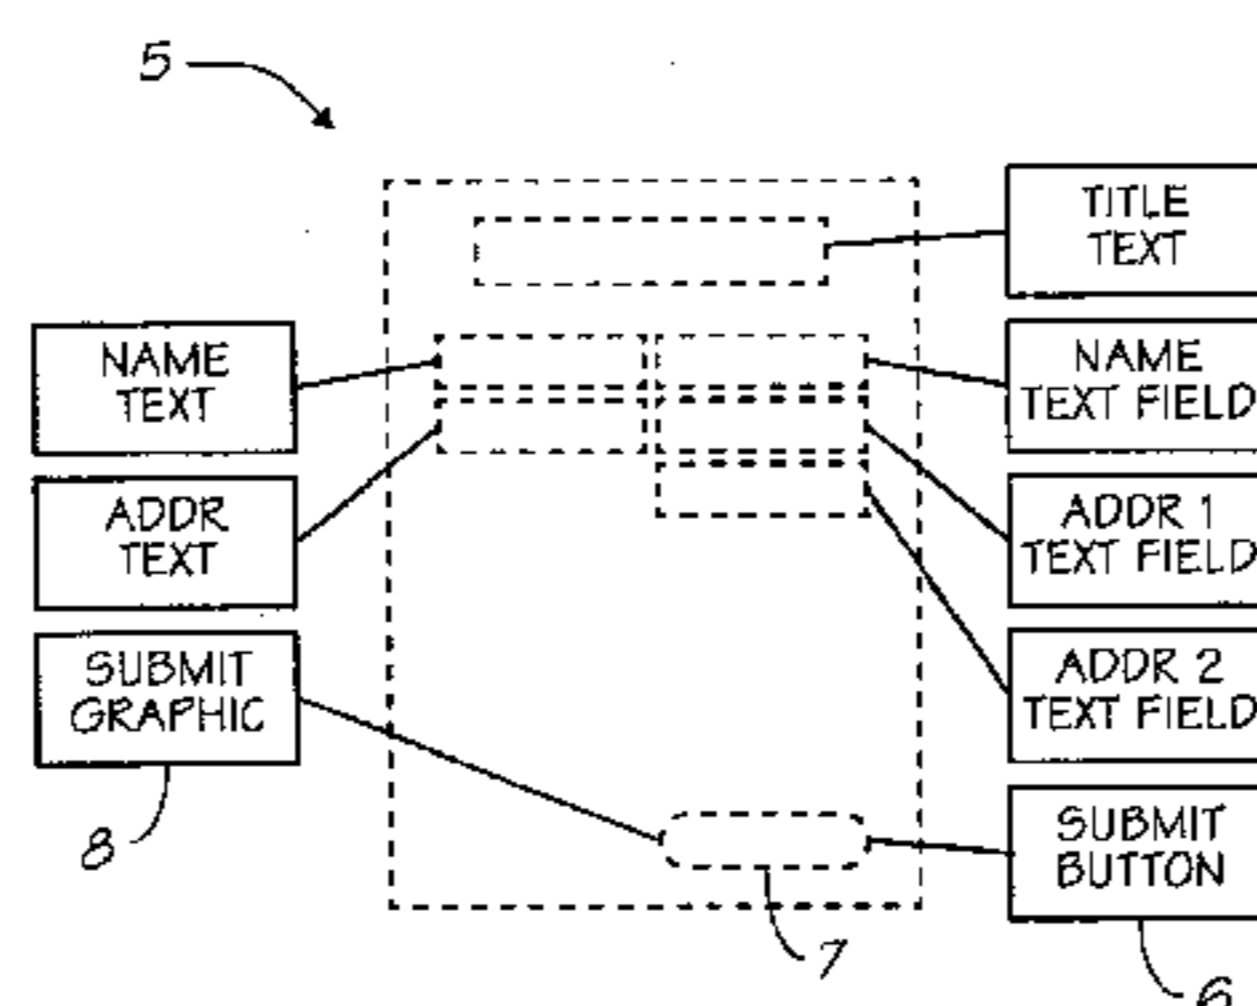 5
TITLE
TEXT
NAME
TEXT
NAME
TEXT FIELD
ADDR
TEXT
ADDR 1
TEXT FIELD
SUBMIT
GRAPHIC
ADDR 2
TEXT FIELD
SUBMIT
BUTTON
8
7
6